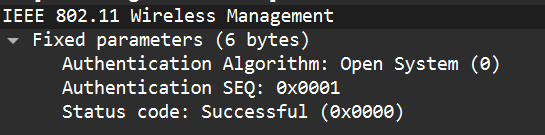 IEEE 802.11 Wireless Management
Fixed parameters (6 bytes)
Authentication Algorithm: Open System (0)
Authentication SEQ: 0x0001
Status code: Successful (0x0000)